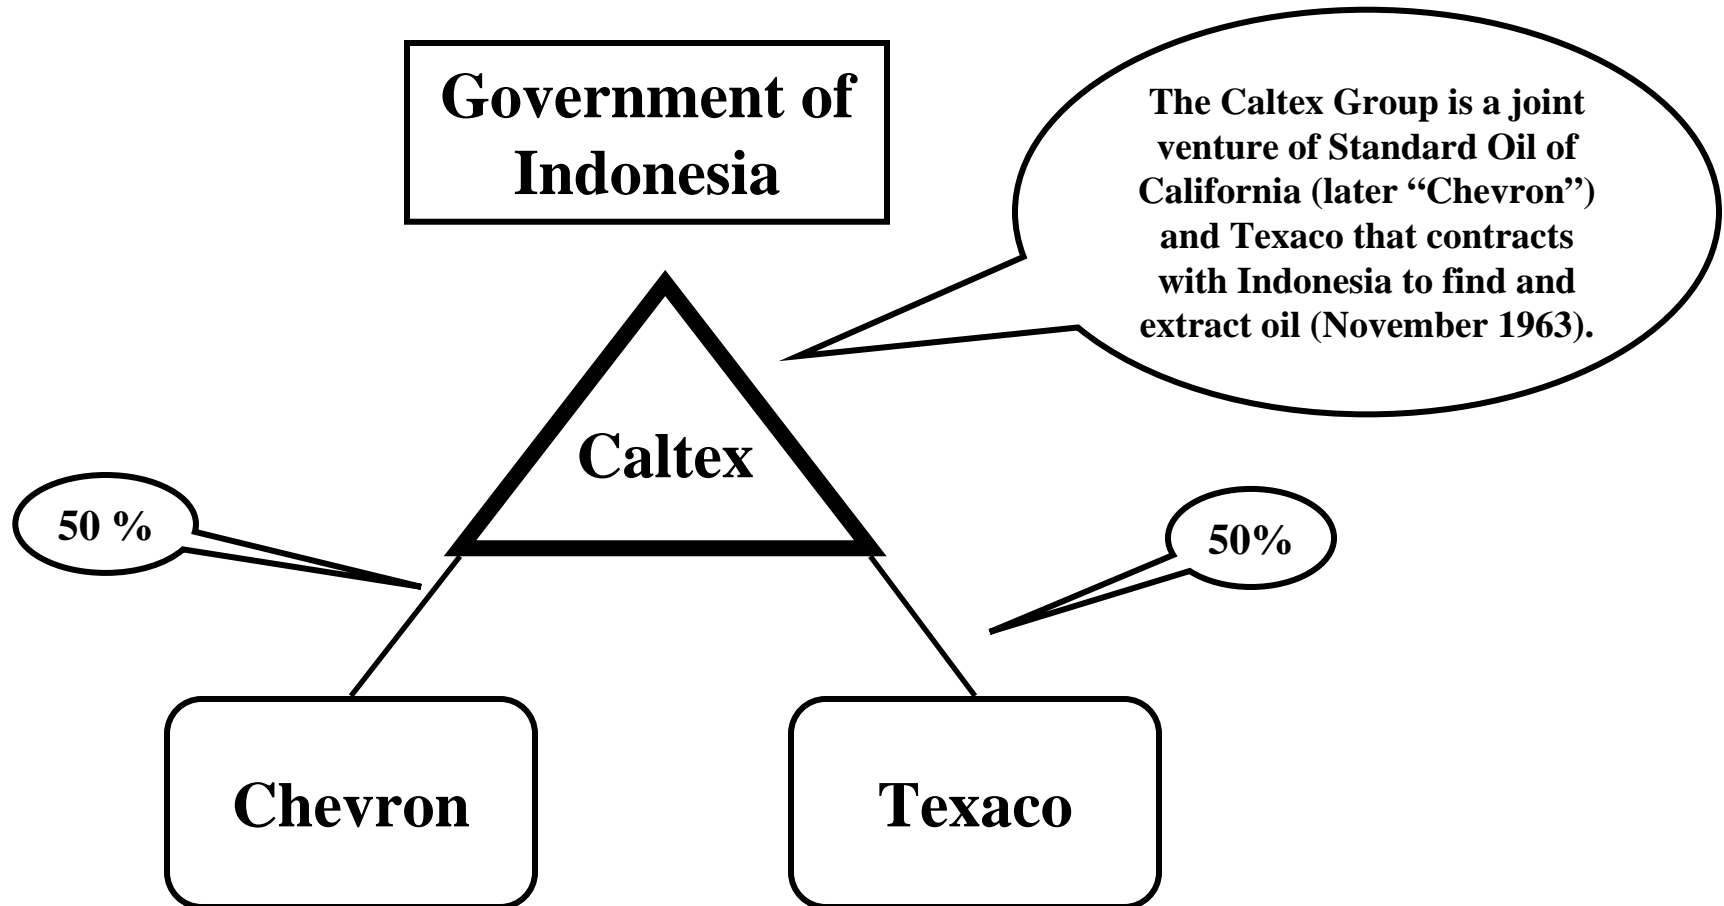 Government of
Indonesia
The Caltex Group is a joint
venture of Standard Oil of
California (later “Chevron”)
and Texaco that contracts
with Indonesia to find and
extract oil (November 1963).
Caltex
50 %
50%
Chevron
Texaco